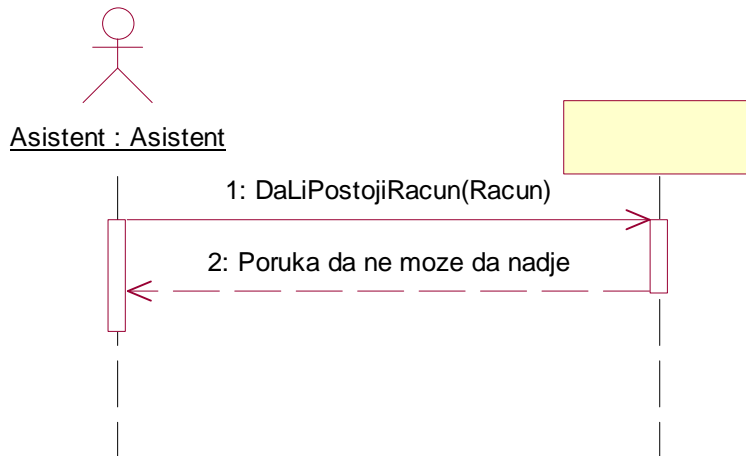 Asistent : Asistent
1: DaLiPostojiRacun(Racun)
2: Poruka da ne moze da nadje